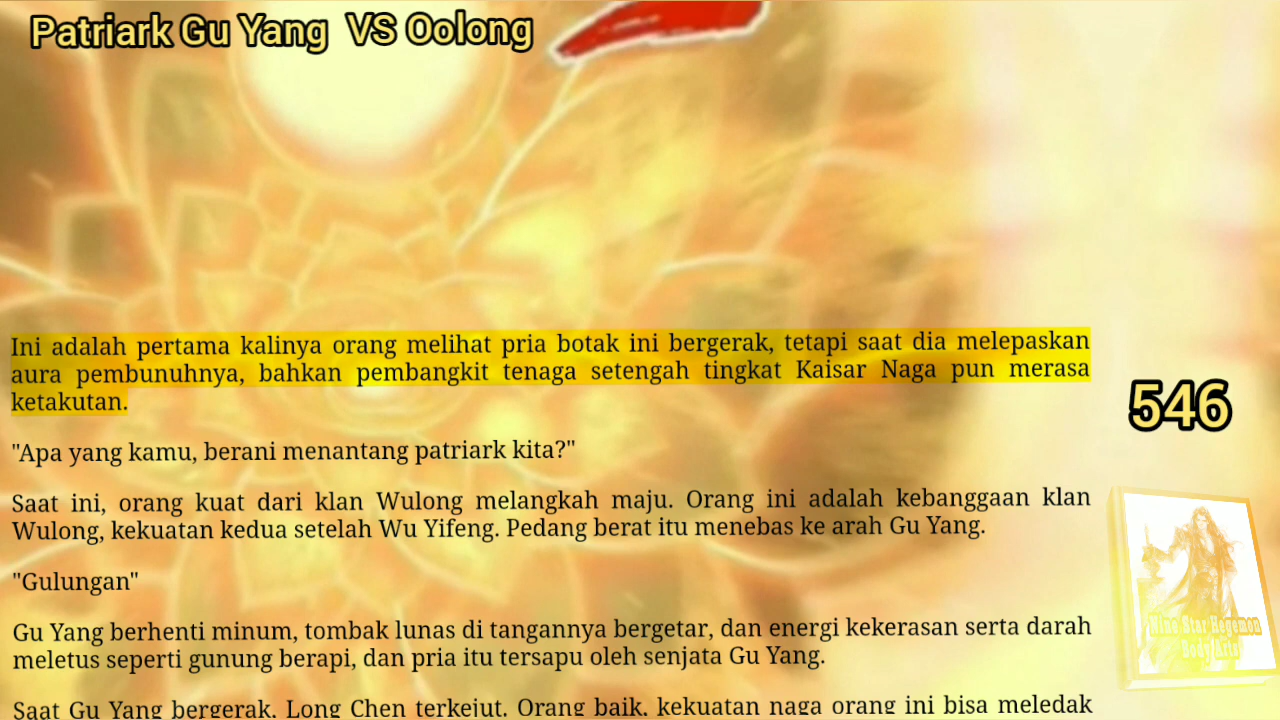 Patriark Gu Yang VS Oolong
Ini adalah pertama kalinya orang melihat pria botak ini bergerak, tetapi saat dia melepaskan
aura pembunuhnya, bahkan pembangkit tenaga setengah tingkat Kaisar Naga pun merasa
ketakutan.
"Apa yang kamu, berani menantang patriark kita?"
Saat ini, orang kuat dari klan Wulong melangkah maju. Orang ini adalah kebanggaan klan
Wulong, kekuatan kedua setelah Wu Yifeng. Pedang berat itu menebas ke arah Gu Yang.
"Gulungan"
Gu Yang berhenti minum, tombak lunas di tangannya bergetar, dan energi kekerasan serta darah
meletus seperti gunung berapi, dan pria itu tersapu oleh senjata Gu Yang.
Saat Gu Yang bergerak, Long Chen terkejut. Orang baik, kekuatan naga orang ini bisa meledak
546
Nine Star Hegemon
Body Arts